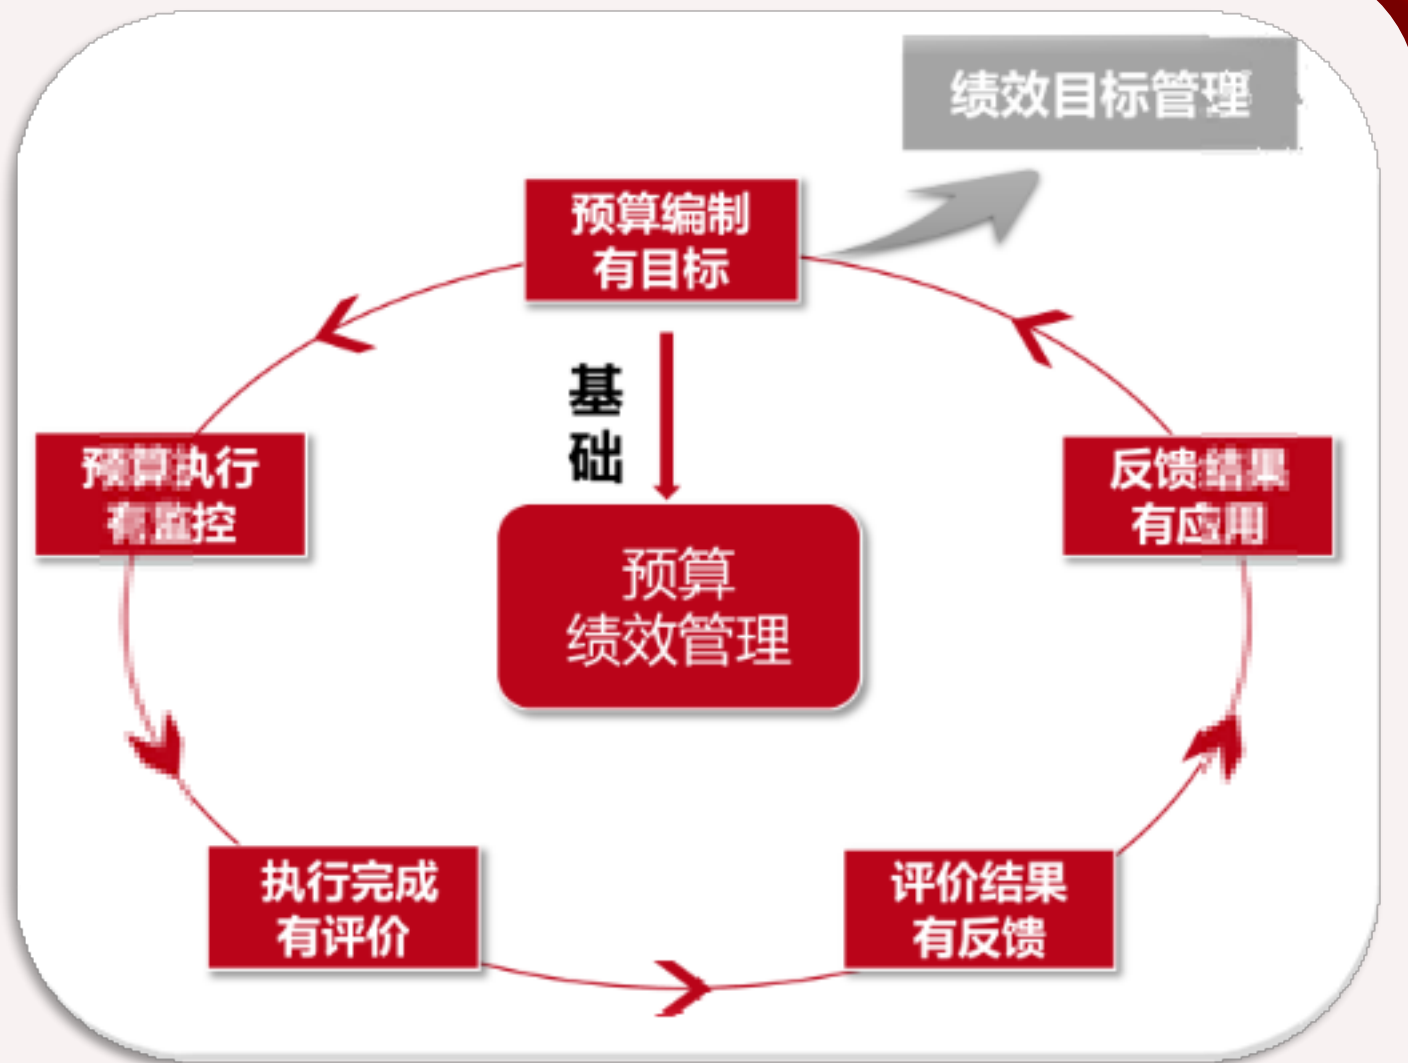 绩效目标管理
预算编制
有目标
基
础
预算执行
有监控
反馈结果
有应用
预算
绩效管理
执行完成
有评价
评价结果
有反馈